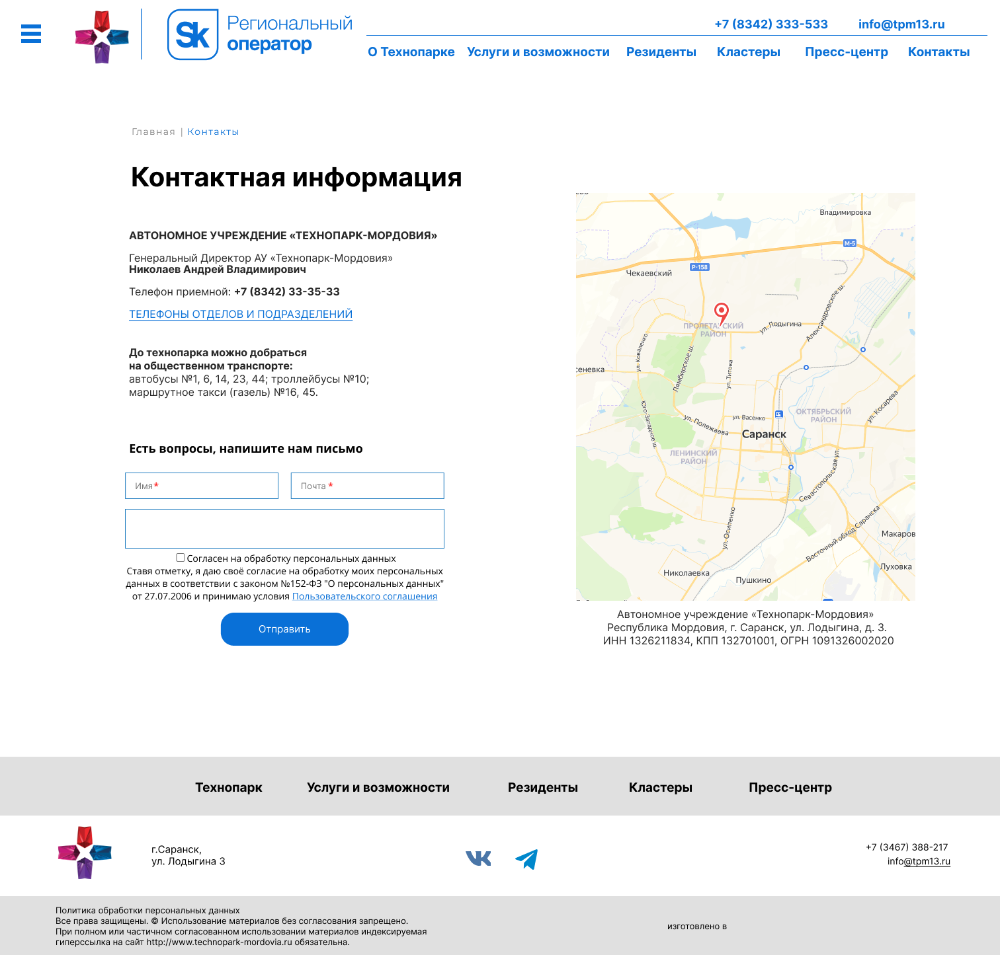 Sk Региональный
оператор
+7 (8342) 333-533 info@tpm13.ru
О Технопарке Услуги и возможности Резиденты Кластеры Пресс-центр Контакты
Главная | Контакты
Контактная информация
АВТОНОМНОЕ УЧРЕЖДЕНИЕ «ТЕХНОПАРК-МОРДОВИЯ»
Генеральный Директор АУ «Технопарк-Мордовия»
Николаев Андрей Владимирович
Телефон приемной: +7 (8342) 33-35-33
ТЕЛЕФОНЫ ОТДЕЛОВ И ПОДРАЗДЕЛЕНИЙ
До технопарка можно добраться
на общественном транспорте:
автобусы №1, 6, 14, 23, 44; троллейбусы №10;
маршрутное такси (газель) №16, 45.
Есть вопросы, напишите нам письмо
Имя* Почта *
Согласен на обработку персональных данных
Ставя отметку, я даю своё согласие на обработку моих персональных
данных в соответствии с законом №152-ФЗ "О персональных данных"
от 27.07.2006 и принимаю условия Пользовательского соглашения
Отправить
Владимировка
М-5
Р-158
Чекаевский
ПРОЛЕТА СКИЙ
РАЙОН
ул. Лодыгина
Александровское ш.
ул. Коваленко
Лямбирское ш.
ул. Титова
сеневка
Юго-Западное ш.
ул. Полежаева
ул. Васенко
ОКТЯБРЬСКИЙ
РАЙОН
ул. Косарева
Саранск
ЛЕНИНСКИЙ
РАЙОН
Севастопольская ул.
ул. Осипенко
Восточный обход Саранска
Макаров
Николаевка
Пушкино
Луховка
Автономное учреждение «Технопарк-Мордовия»
Республика Мордовия, г. Саранск, ул. Лодыгина, д. 3.
ИНН 1326211834, КПП 132701001, ОГРН 1091326002020
Технопарк Услуги и возможности Резиденты Кластеры Пресс-центр
г.Саранск,
ул. Лодыгина 3
+7 (3467) 388-217
info@tpm13.ru
Политика обработки персональных данных
Все права защищены. © Использование материалов без согласования запрещено.
При полном или частичном согласованном использовании материалов индексируемая
гиперссылка на сайт http://www.technopark-mordovia.ru обязательна.
изготовлено в